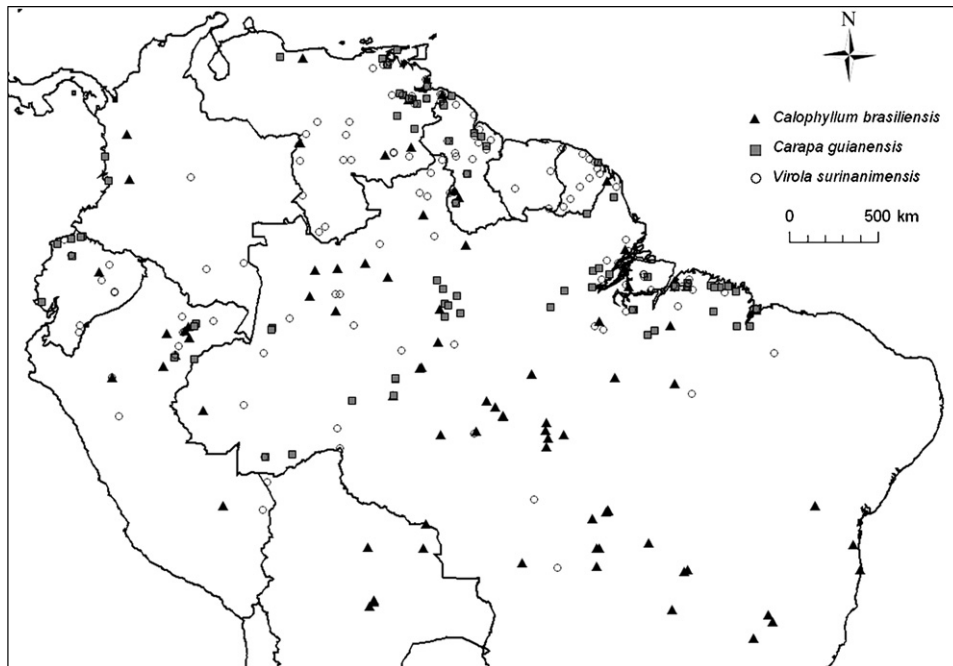 N
Calophyllum brasiliensis
Carapa guianensis
Virola surinanimensis
0 500 km